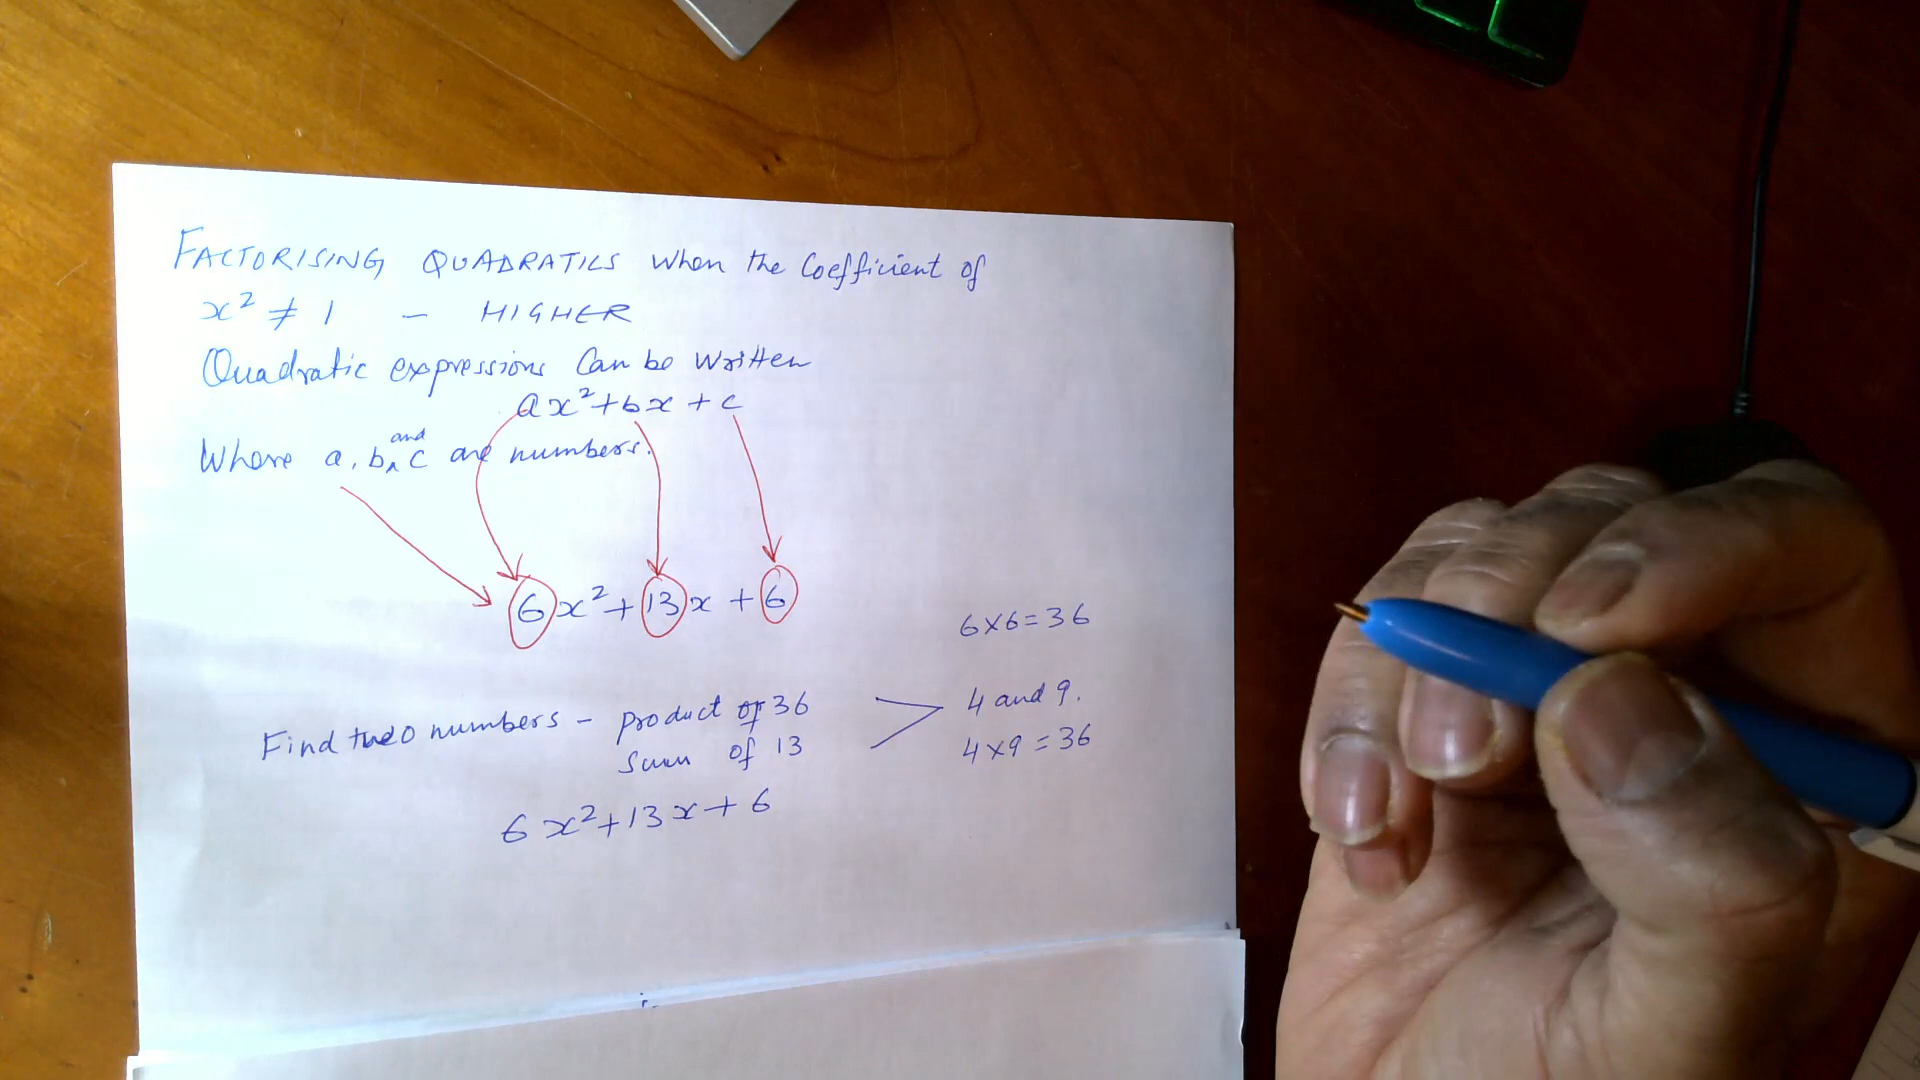 FACTORISING QUADRATICS when the Coefficient of
x² ≠ 1 - HIGHER
Quadratic expressions Can be written
ax² + bx + c
Where a, b, and c are numbers.
6x² + 13x + 6
6×6=36
Find two numbers - product of 36
4 and 9.
sum of 13
4×9=36
6x²+13x+6